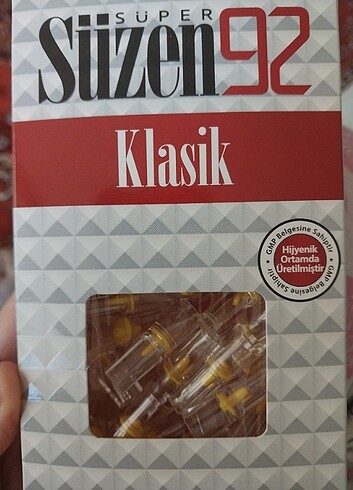 SÜPER
Süzen92
Klasik
GMP Belgesine Sahiptir
Hijyenik
Ortamda
Üretilmiştir
GMP Belgesine Sahiptir